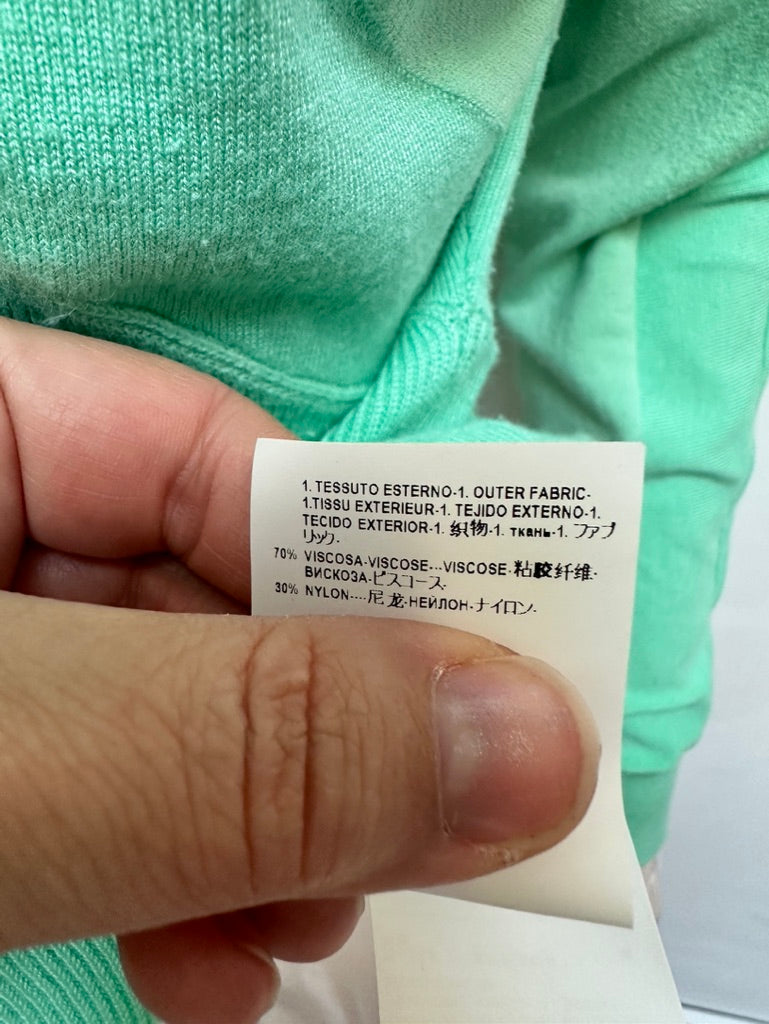 1. TESSUTO ESTERNO-1. OUTER FABRIC-
1.TISSU EXTERIEUR-1. TEJIDO EXTERNO-1.
TECIDO EXTERIOR-1. 织物-1. ткань-1. ファブ
リック-
70% VISCOSA-VISCOSE---VISCOSE-粘胶纤维-
ВИСКОЗА-ビスコース-
30% NYLON----尼龙-НЕЙЛОН-ナイロン-